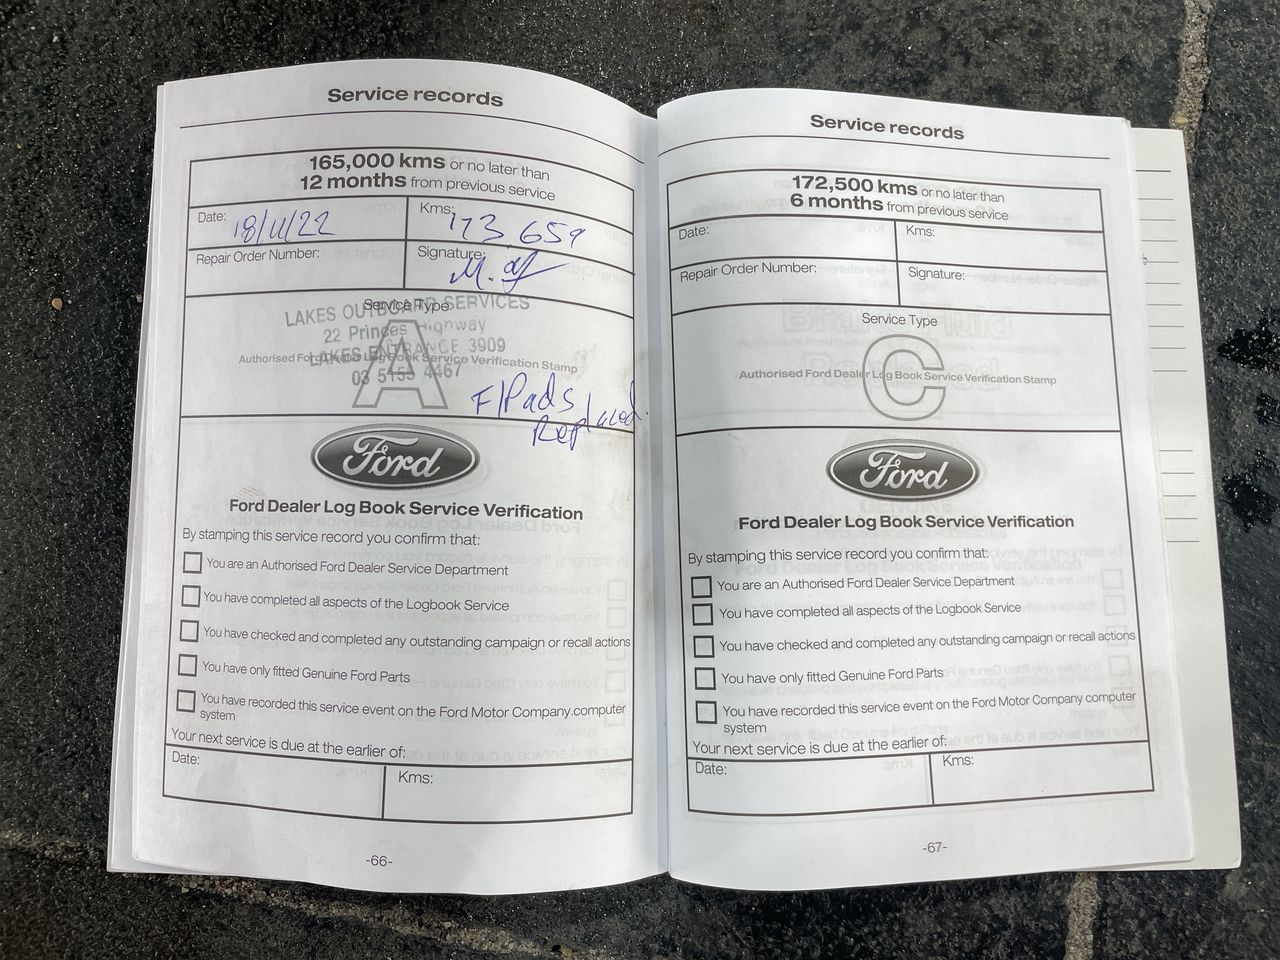 Service records
165,000 kms or no later than
12 months from previous service
Date: 18/11/22
Kms: 173 659
Repair Order Number:
Signature:
Service Type
A
LAKES OUTBOARD SERVICES
22 Princes Highway
LAKES ENTRANCE 3909
03 5155 4467
Authorised Ford Dealer Log Book Service Verification Stamp
F/Pads
Replaced.
Ford
Ford Dealer Log Book Service Verification
By stamping this service record you confirm that:
You are an Authorised Ford Dealer Service Department
You have completed all aspects of the Logbook Service
You have checked and completed any outstanding campaign or recall actions
You have only fitted Genuine Ford Parts
You have recorded this service event on the Ford Motor Company computer
system
Your next service is due at the earlier of:
Date:
Kms:
-66-
Service records
172,500 kms or no later than
6 months from previous service
Date:
Kms:
Repair Order Number:
Signature:
Service Type
C
Authorised Ford Dealer Log Book Service Verification Stamp
Ford
Ford Dealer Log Book Service Verification
By stamping this service record you confirm that:
You are an Authorised Ford Dealer Service Department
You have completed all aspects of the Logbook Service
You have checked and completed any outstanding campaign or recall actions
You have only fitted Genuine Ford Parts
You have recorded this service event on the Ford Motor Company computer
system
Your next service is due at the earlier of:
Date:
Kms:
-67-